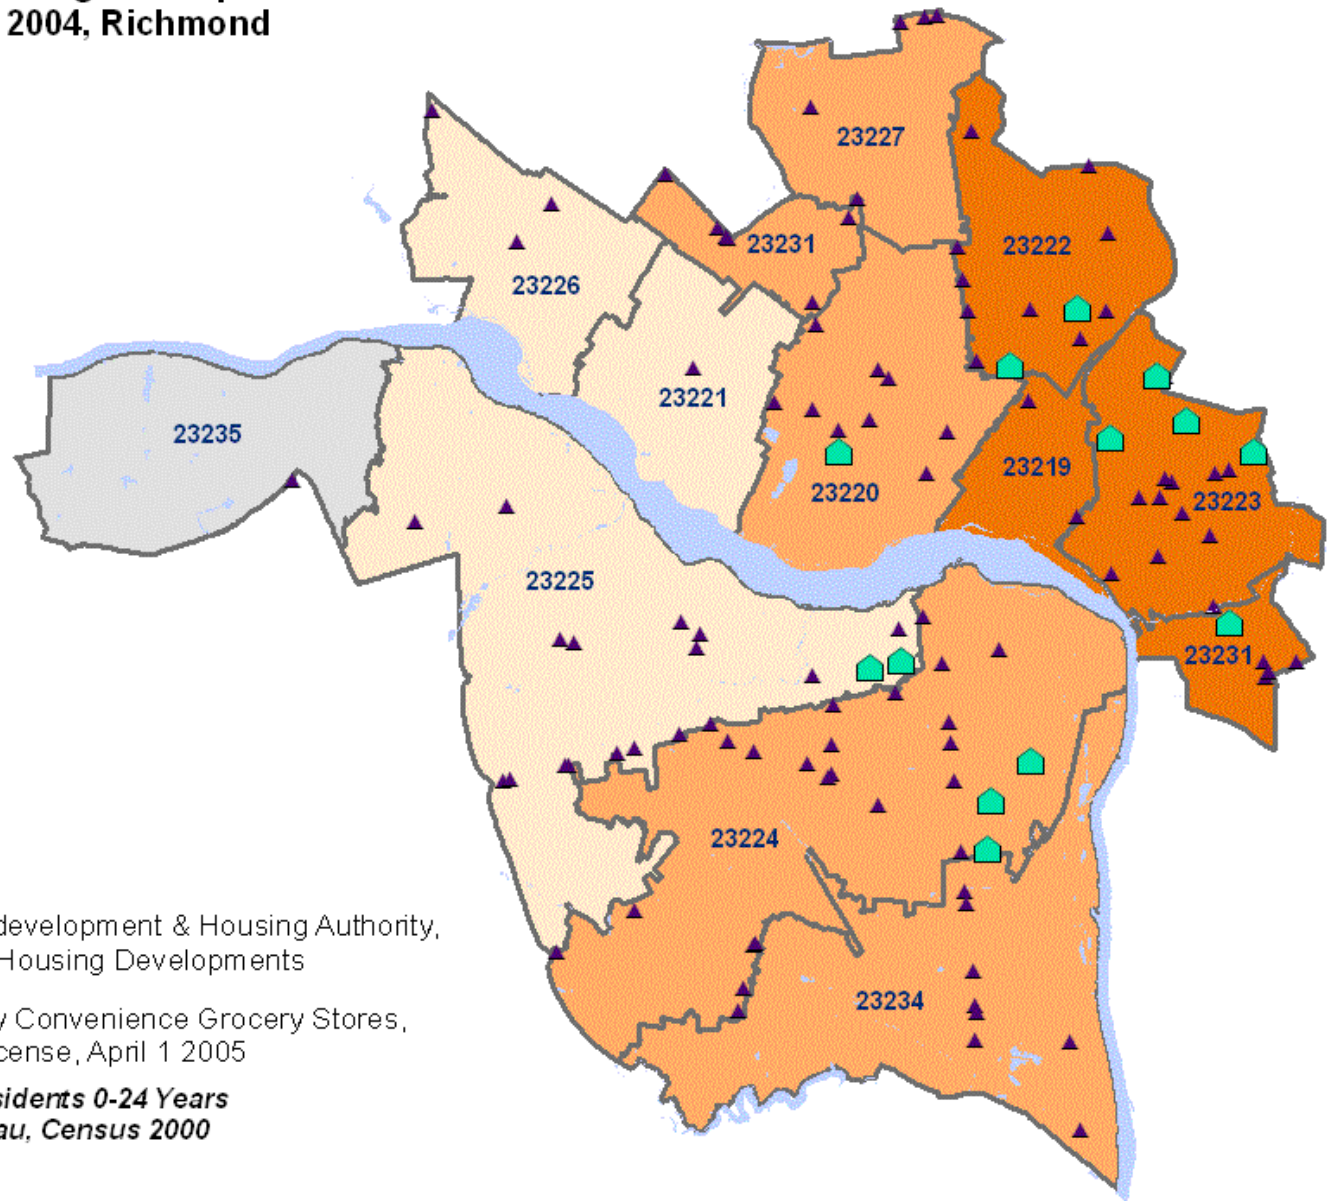 2004, Richmond
23227
23222
23231
23226
23221
23235
23219
23220
23223
23225
23231
23224
development & Housing Authority,
Housing Developments
23234
y Convenience Grocery Stores,
cense, April 1 2005
sidents 0-24 Years
au, Census 2000